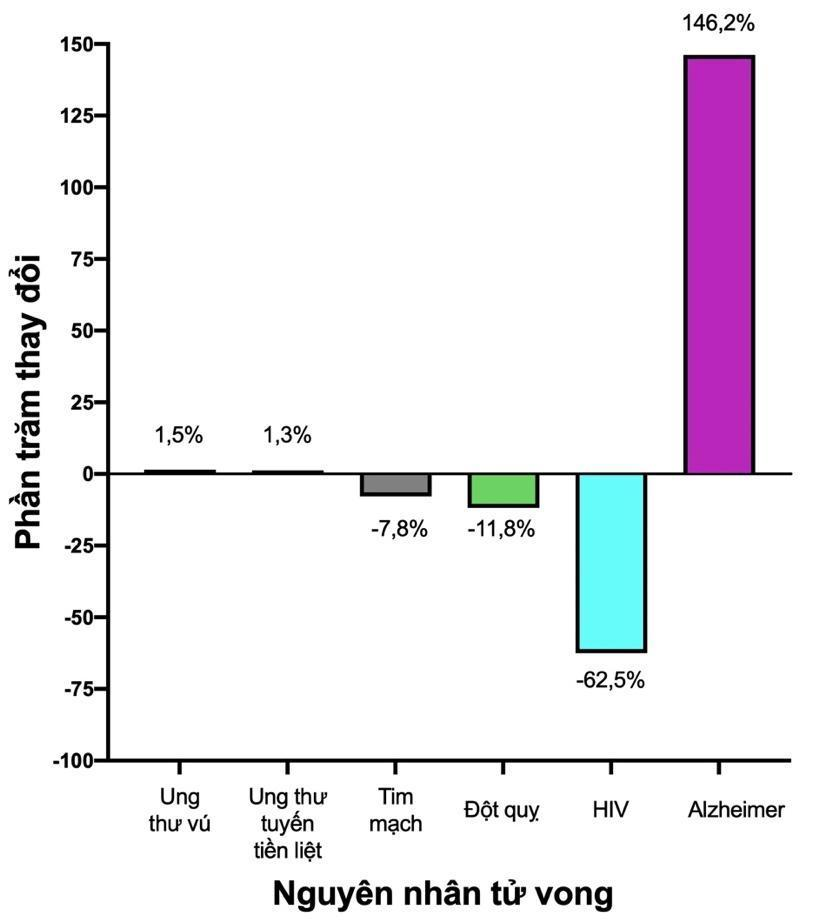 146,2%
150
125
100
75
50
25
0
-25
-50
-75
-100
Phần trăm thay đổi
1,5%
1,3%
-7,8%
-11,8%
-62,5%
Ung
thư vú
Ung thư
tuyến
tiền liệt
Tim
mạch
Đột quỵ
HIV
Alzheimer
Nguyên nhân tử vong